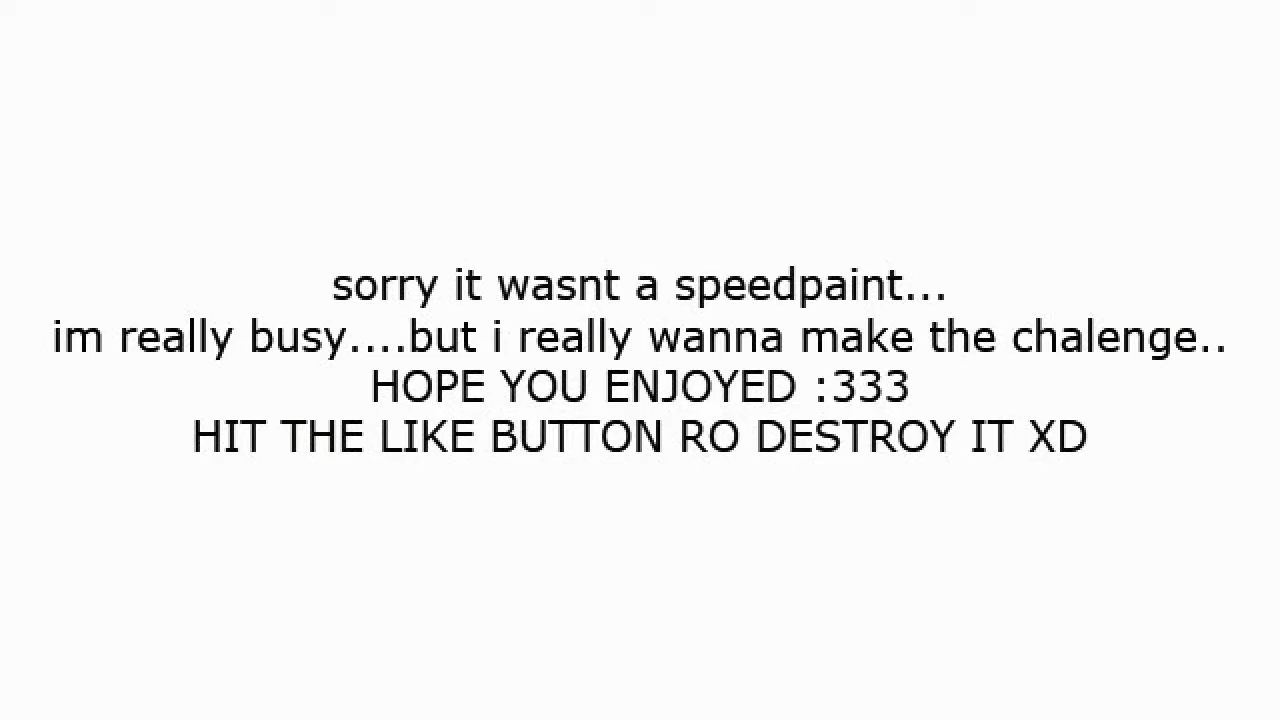 sorry it wasnt a speedpaint...
im really busy....but i really wanna make the chalenge..
HOPE YOU ENJOYED :333
HIT THE LIKE BUTTON RO DESTROY IT XD